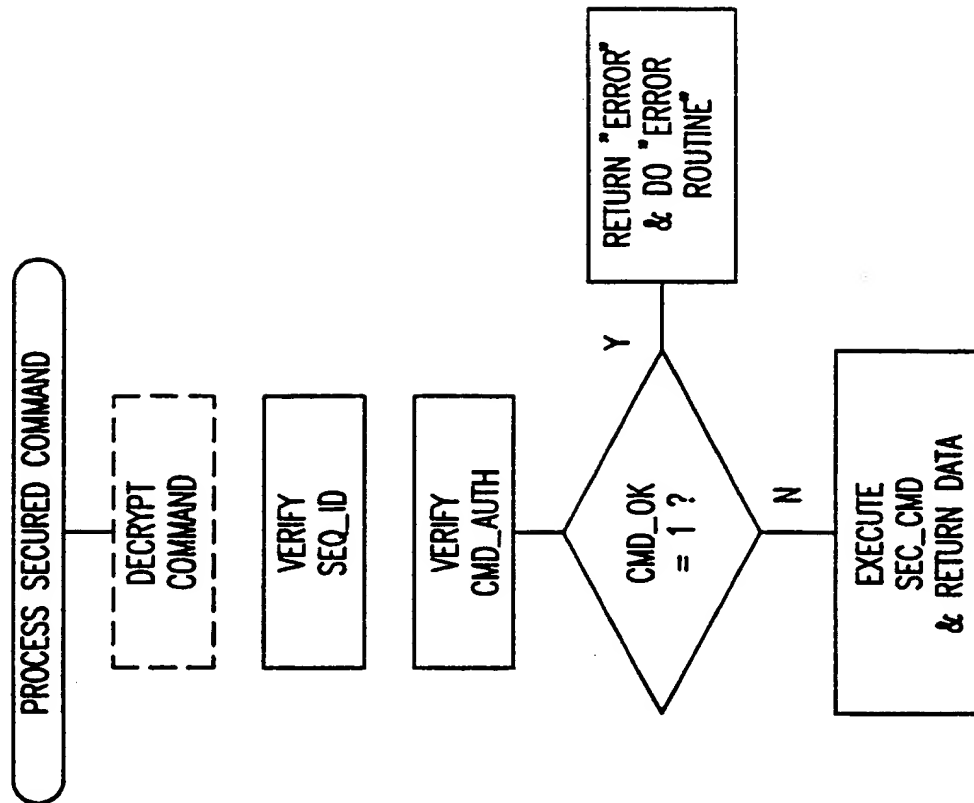 PROCESS SECURED COMMAND
DECRYPT
COMMAND
VERIFY
SEQ_ID
VERIFY
CMD_AUTH
CMD_OK
= 1 ?
Y
RETURN "ERROR"
& DO "ERROR
ROUTINE"
N
EXECUTE
SEC_CMD
& RETURN DATA